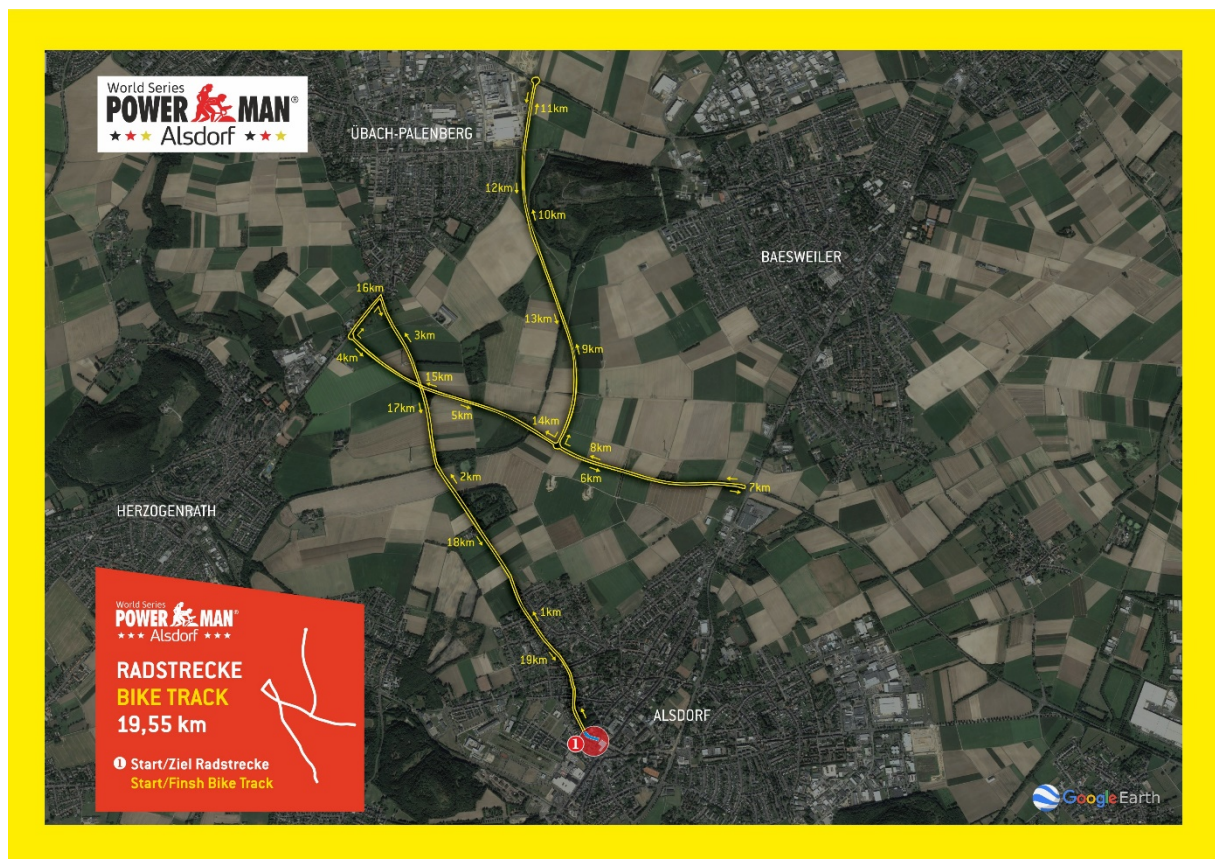 World Series
POWER MAN®
Alsdorf
ÜBACH-PALENBERG
11km
12km
10km
BAESWEILER
16km
13km
3km
9km
4km
15km
17km
5km
14km
8km
6km
2km
7km
HERZOGENRATH
18km
1km
19km
ALSDORF
1
World Series
POWER MAN®
Alsdorf
RADSTRECKE
BIKE TRACK
19,55 km
1 Start/Ziel Radstrecke
Start/Finsh Bike Track
Google Earth